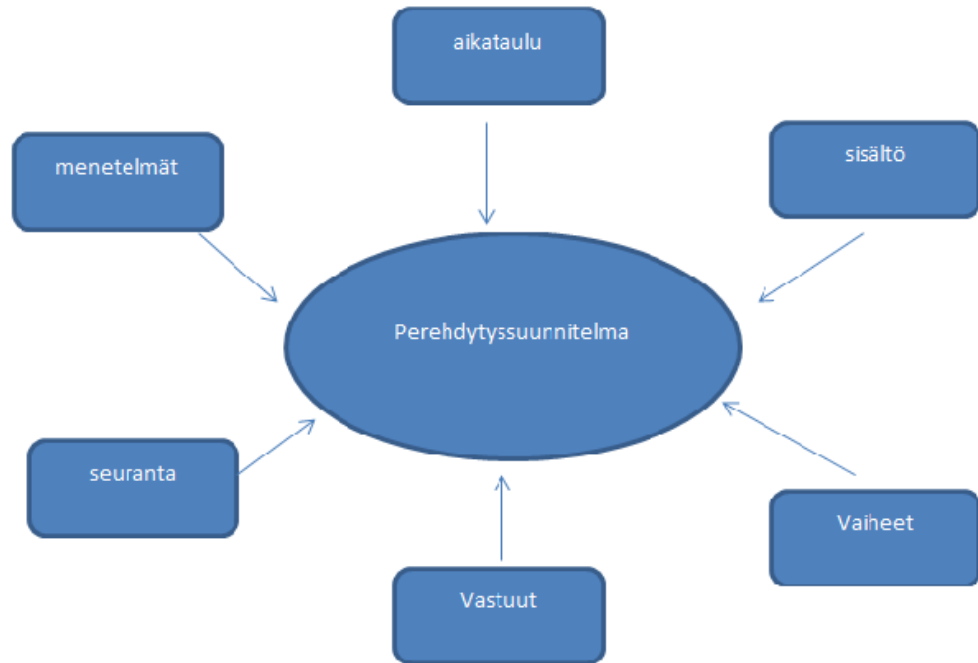 aikataulu
menetelmät
sisältö
Perehdytyssuunnitelma
seuranta
Vaiheet
Vastuut